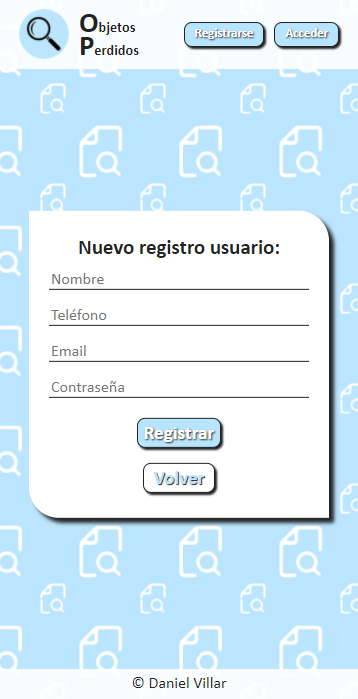 Objetos
Perdidos
Registrarse
Acceder
Nuevo registro usuario:
Nombre
Teléfono
Email
Contraseña
Registrar
Volver
© Daniel Villar